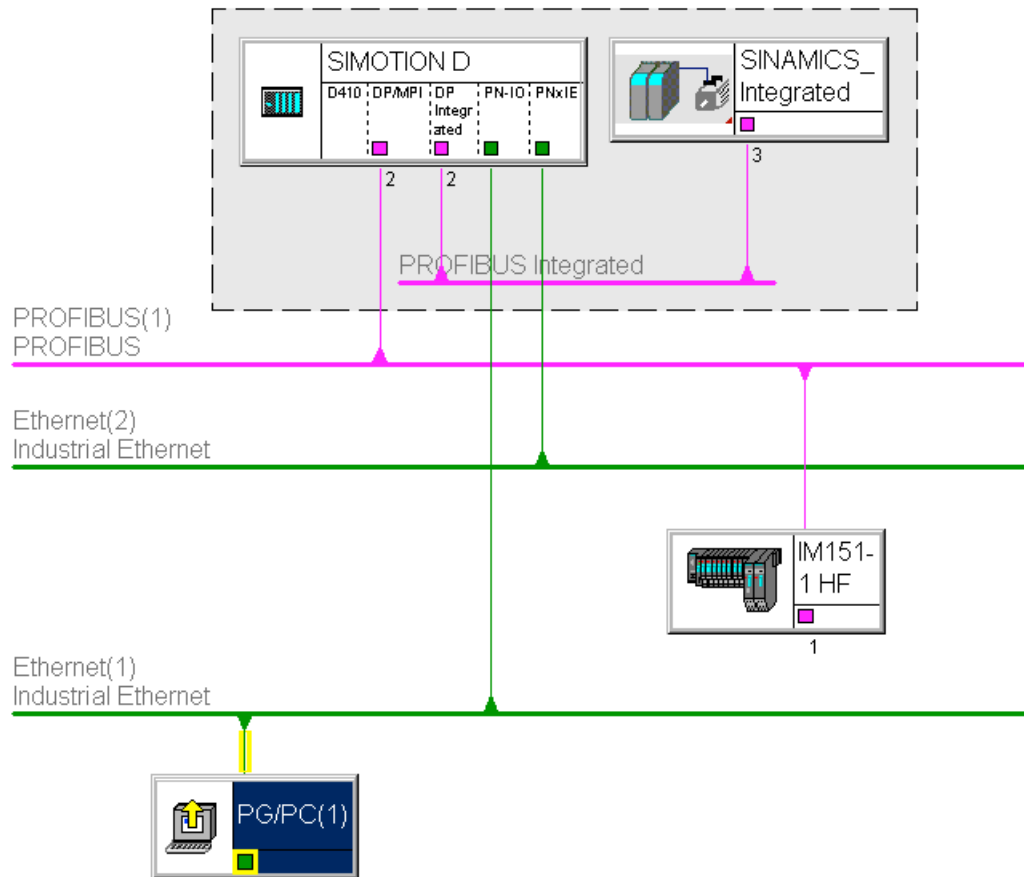 SIMOTION D
D410 DP/MPI DP Integr ated PN-IO PNxIE
2 2
SINAMICS_
Integrated
3
PROFIBUS Integrated
PROFIBUS(1)
PROFIBUS
Ethernet(2)
Industrial Ethernet
IM151-
1 HF
1
Ethernet(1)
Industrial Ethernet
PG/PC(1)